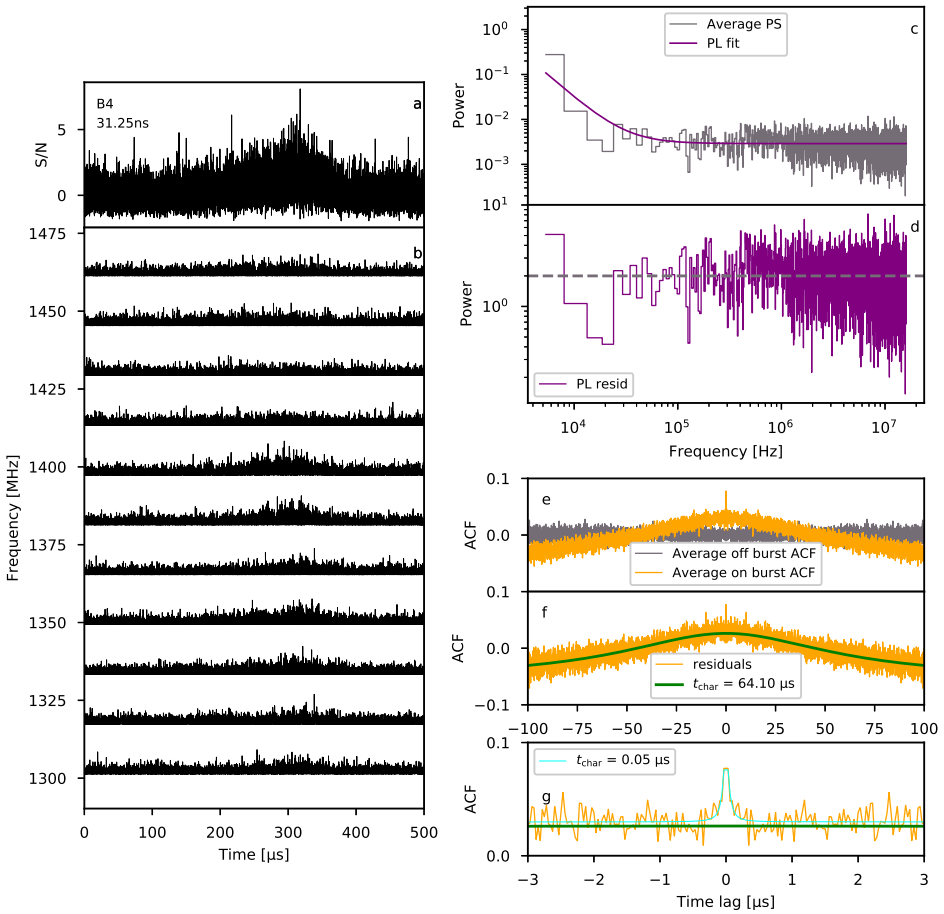 B4
31.25ns
a
S/N
5
0
b
Frequency [MHz]
1475
1450
1425
1400
1375
1350
1325
1300
0 100 200 300 400 500
Time [µs]
c
Average PS
PL fit
Power
10⁰
10⁻¹
10⁻²
10⁻³
d
Power
10¹
10⁰
PL resid
10⁴ 10⁵ 10⁶ 10⁷
Frequency [Hz]
e
ACF
0.1
0.0
Average off burst ACF
Average on burst ACF
f
ACF
0.1
0.0
−0.1
residuals
t_char = 64.10 µs
−100 −75 −50 −25 0 25 50 75 100
g
ACF
0.1
0.0
t_char = 0.05 µs
−3 −2 −1 0 1 2 3
Time lag [µs]